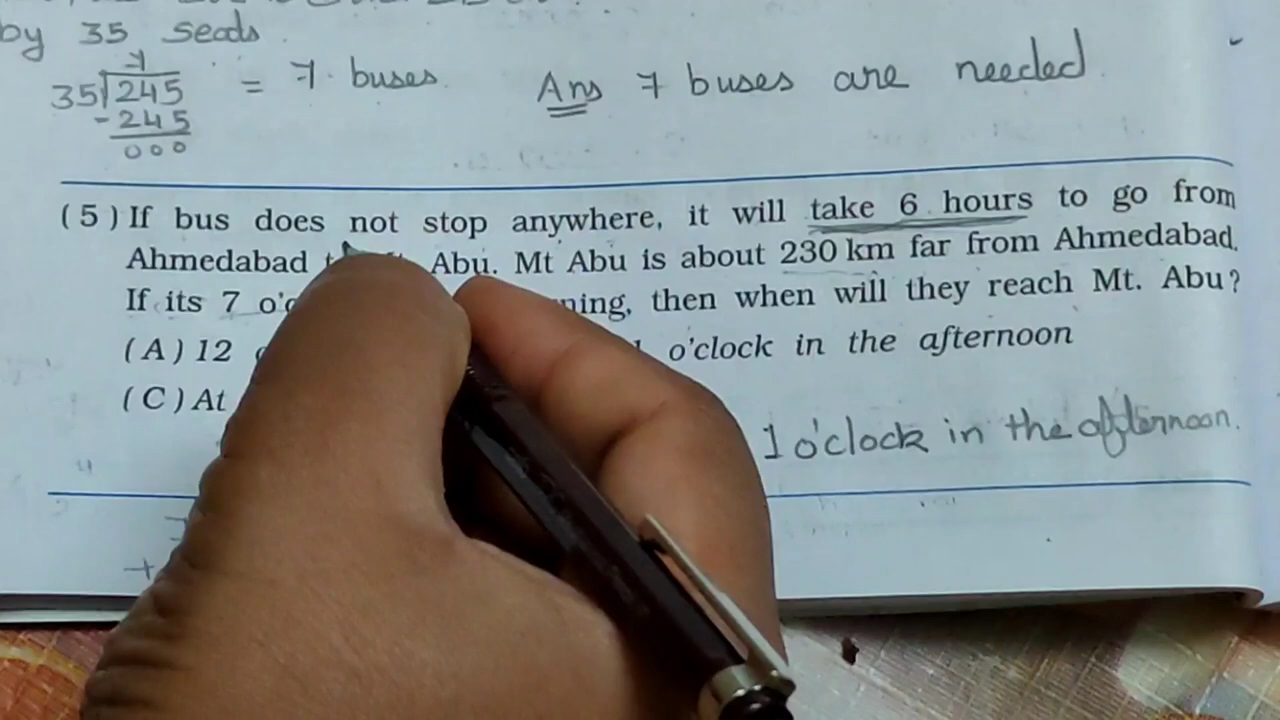 by 35 seads.
7
35)245 = 7 buses Ans 7 buses are needed.
-245
000
(5) If bus does not stop anywhere, it will take 6 hours to go from
Ahmedabad Abu. Mt Abu is about 230 km far from Ahmedabad.
If its 7 then when will they reach Mt. Abu?
(A) 12 o'clock in the afternoon
(C) At
1 o'clock in the afternoon.
+